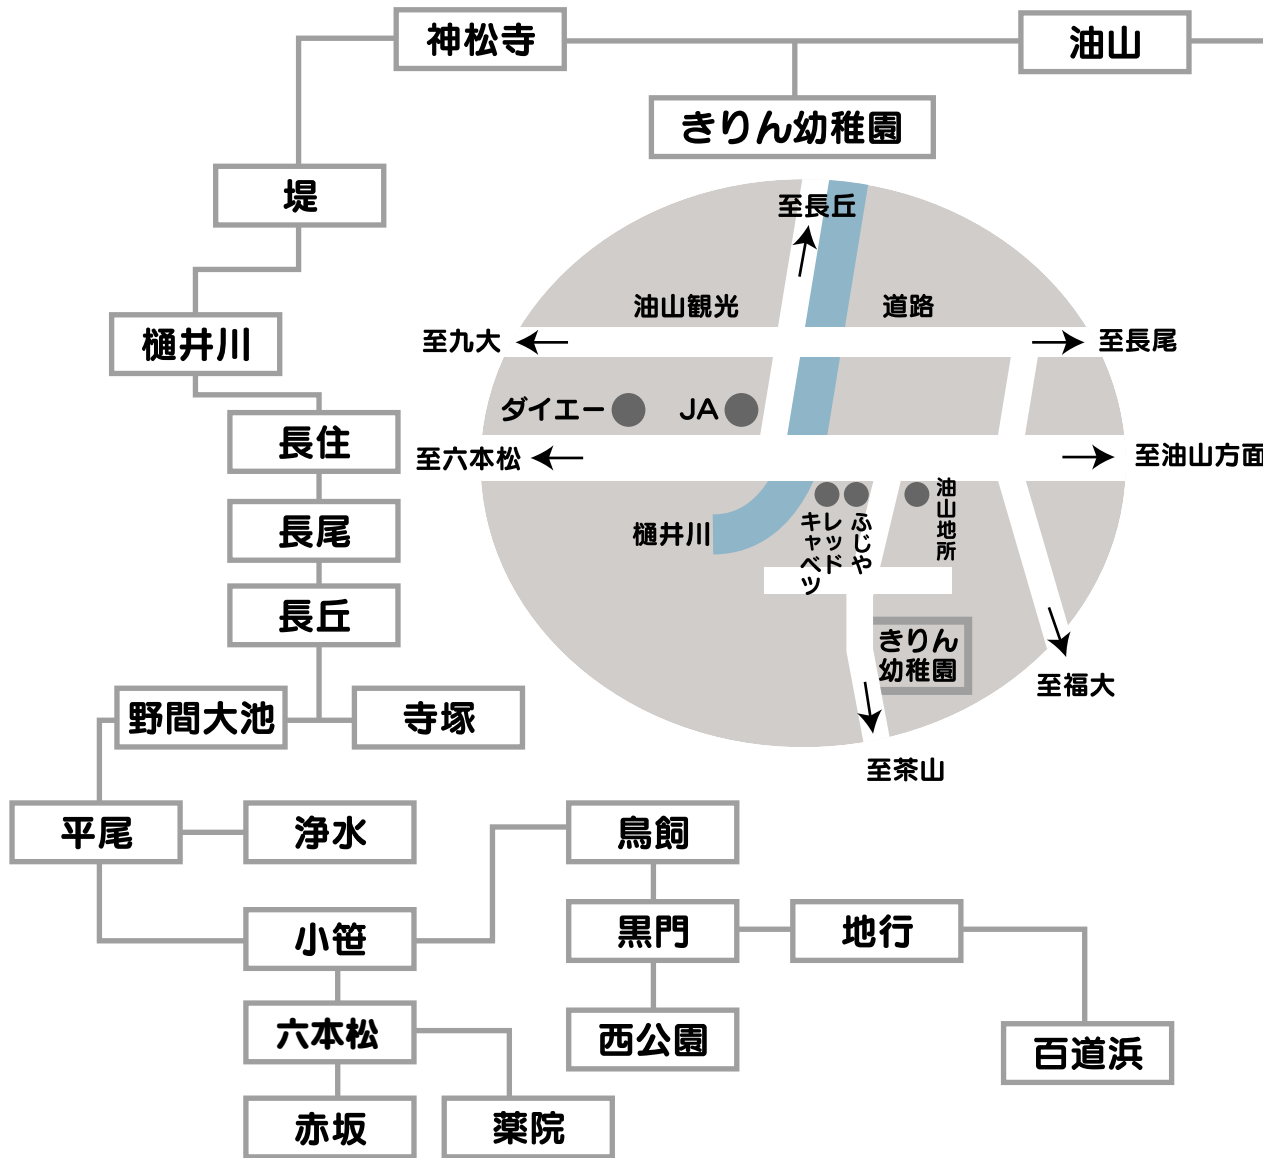 神松寺
油山
きりん幼稚園
堤
樋井川
長住
長尾
長丘
野間大池
寺塚
平尾
浄水
小笹
六本松
赤坂
薬院
鳥飼
黒門
西公園
地行
百道浜
至長丘
油山観光
道路
至九大
至長尾
ダイエー
JA
至六本松
至油山方面
樋井川
レッド
キャベツ
ふじや
油山地所
きりん
幼稚園
至福大
至茶山